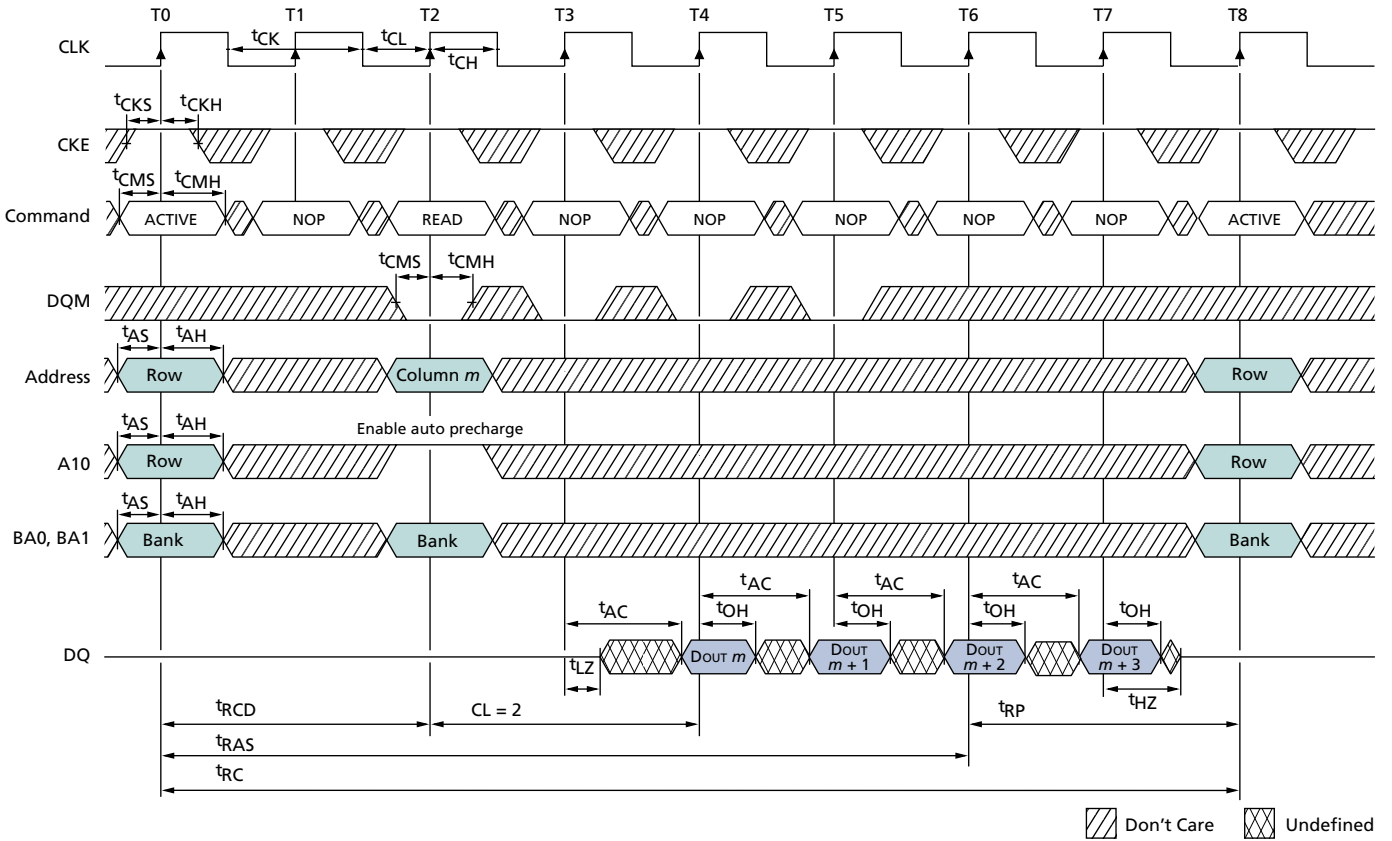 T0 T1 T2 T3 T4 T5 T6 T7 T8
CLK tCK tCL tCH
tCKS tCKH
CKE
tCMS tCMH
Command ACTIVE NOP READ NOP NOP NOP NOP NOP ACTIVE
tCMS tCMH
DQM
tAS tAH
Address Row Column m Row
tAS tAH Enable auto precharge
A10 Row Row
tAS tAH
BA0, BA1 Bank Bank Bank
tAC tAC tAC
tAC tOH tOH tOH tOH
DQ DOUT m DOUT m + 1 DOUT m + 2 DOUT m + 3
tLZ tHZ
tRCD CL = 2 tRP
tRAS
tRC
Don't Care Undefined